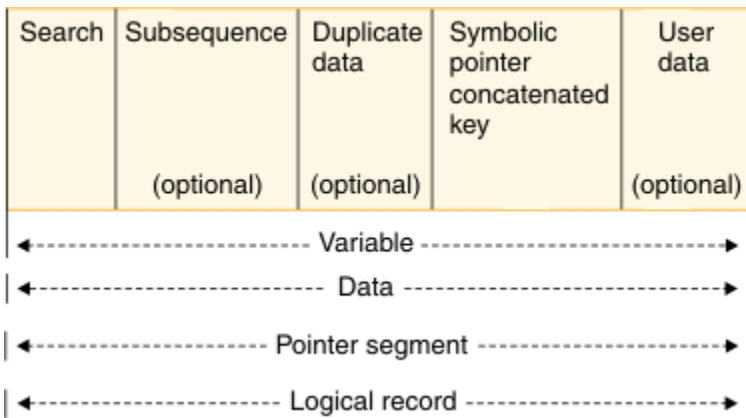 Search
Subsequence
(optional)
Duplicate
data
(optional)
Symbolic
pointer
concatenated
key
User
data
(optional)
Variable
Data
Pointer segment
Logical record